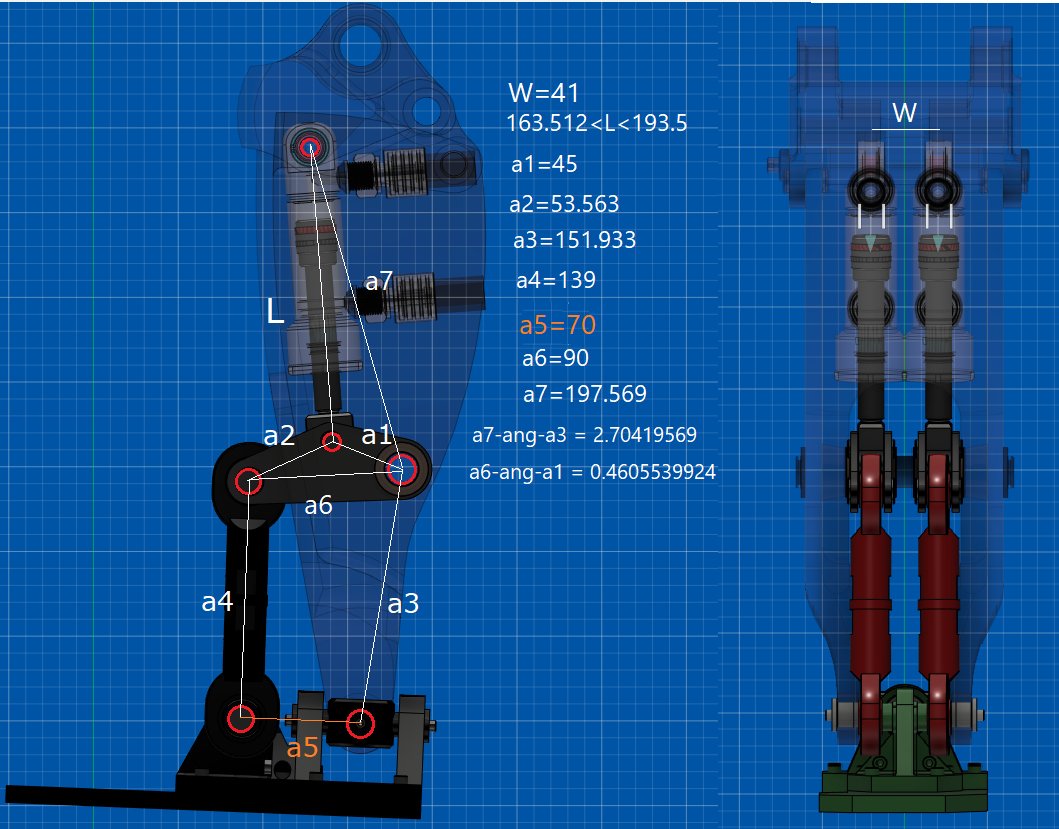 W=41
163.512<L<193.5
a1=45
a2=53.563
a3=151.933
a4=139
a5=70
a6=90
a7=197.569
a7-ang-a3 = 2.70419569
a6-ang-a1 = 0.4605539924
W
a7
L
a2
a1
a6
a4
a3
a5